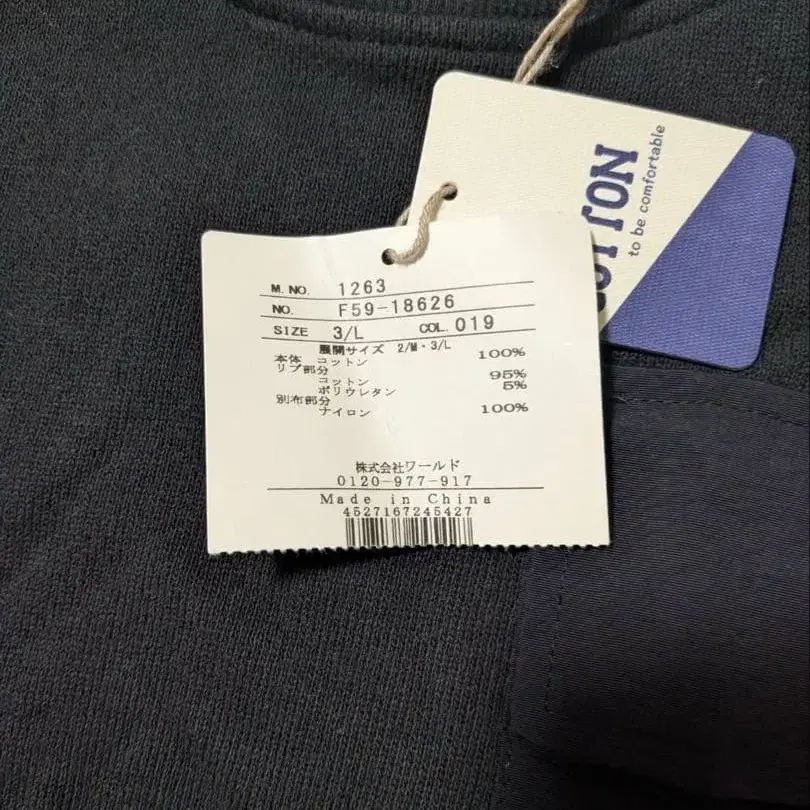 M.NO. 1263
NO. F59-18626
SIZE 3/L COL. 019
展開サイズ 2/M・3/L
本体 コットン 100%
リブ部分
コットン 95%
ポリウレタン 5%
別布部分
ナイロン 100%
株式会社ワールド
0120-977-917
Made in China
4527167245427
OTTON
to be comfortable